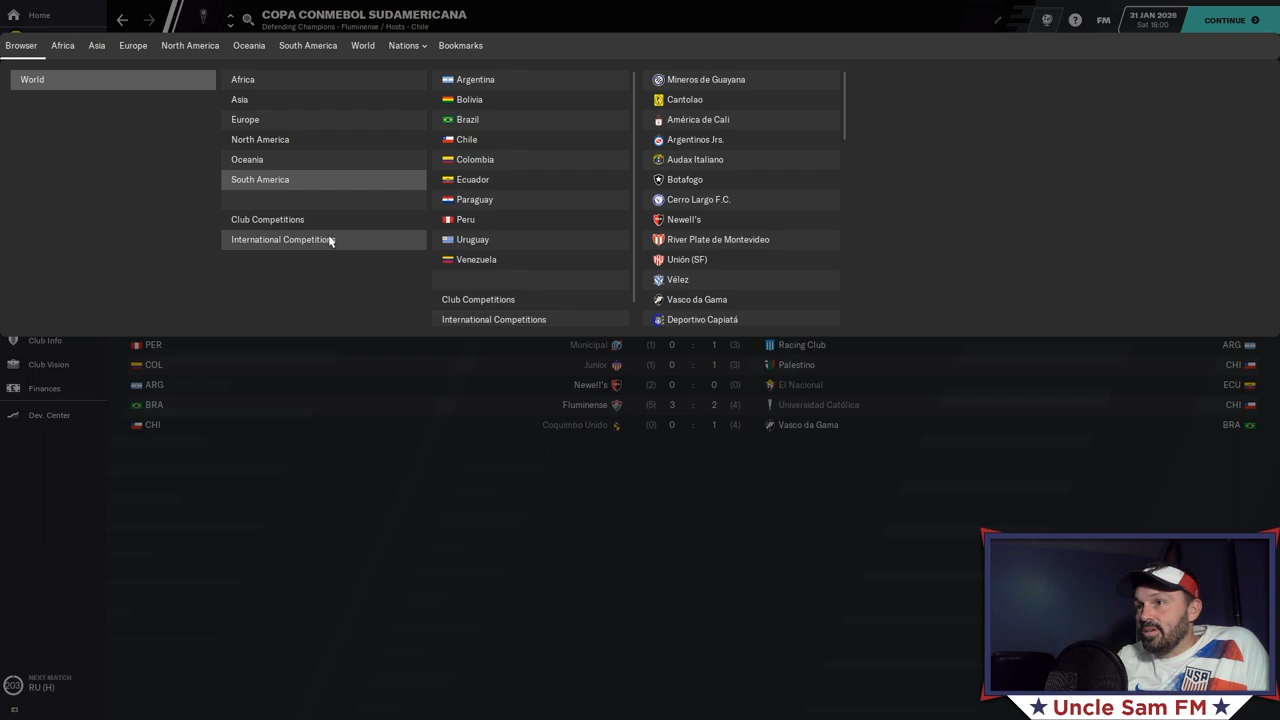 Home
COPA CONMEBOL SUDAMERICANA
Defending Champions - Fluminense / Hosts - Chile
FM
31 JAN 2026
Sat 18:00
CONTINUE
Browser
Africa
Asia
Europe
North America
Oceania
South America
World
Nations
Bookmarks
World
Africa
Asia
Europe
North America
Oceania
South America
Club Competitions
International Competitions
Argentina
Bolivia
Brazil
Chile
Colombia
Ecuador
Paraguay
Peru
Uruguay
Venezuela
Club Competitions
International Competitions
Mineros de Guayana
Cantolao
América de Cali
Argentinos Jrs.
Audax Italiano
Botafogo
Cerro Largo F.C.
Newell's
River Plate de Montevideo
Unión (SF)
Vélez
Vasco da Gama
Deportivo Capiatá
Club Info
Club Vision
Finances
Dev. Center
PER Municipal (1) 0 : 1 (3) Racing Club ARG
COL Junior (1) 0 : 1 (3) Palestino CHI
ARG Newell's (2) 0 : 0 (0) El Nacional ECU
BRA Fluminense (5) 3 : 2 (4) Universidad Católica CHI
CHI Coquimbo Unido (0) 0 : 1 (4) Vasco da Gama BRA
203
NEXT MATCH
RU (H)
USA
Uncle Sam FM